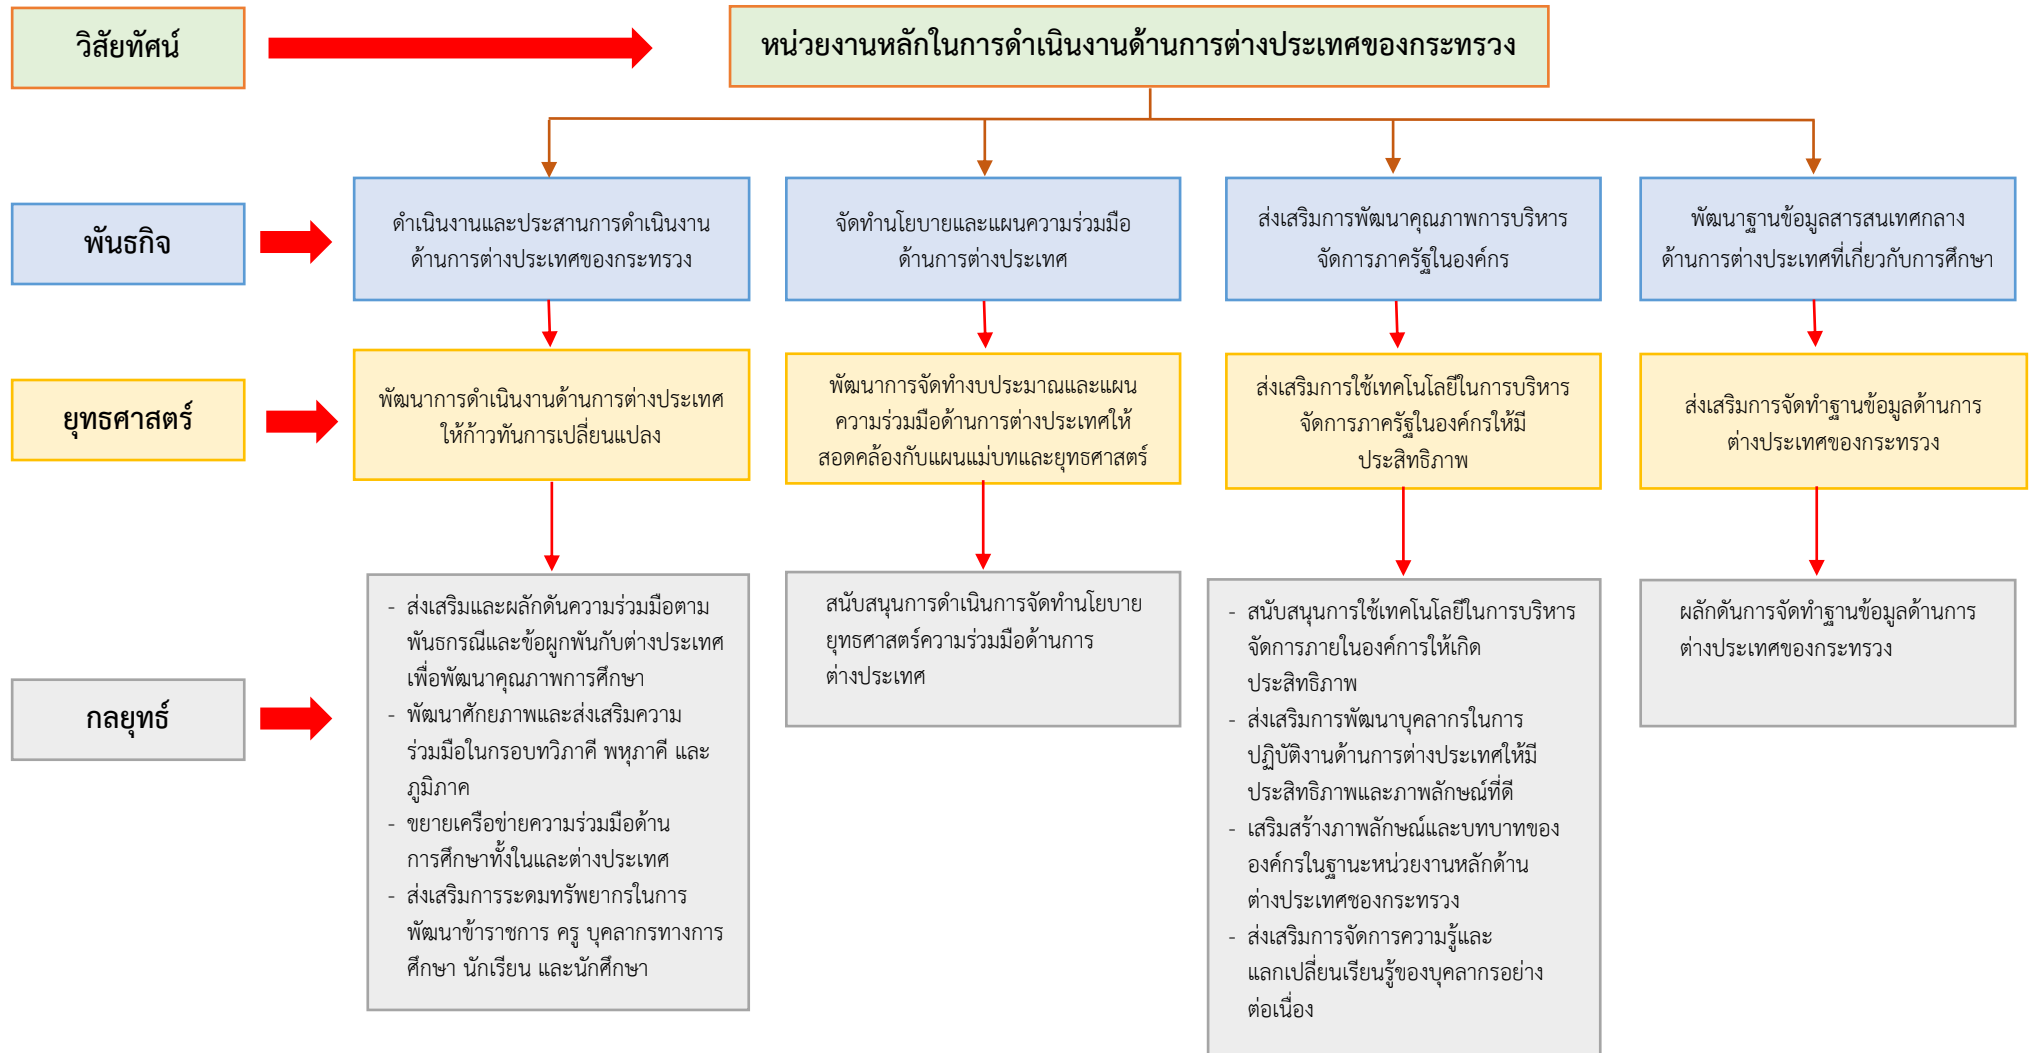 วิสัยทัศน์
หน่วยงานหลักในการดำเนินงานด้านการต่างประเทศของกระทรวง
พันธกิจ
ดำเนินงานและประสานการดำเนินงาน
ด้านการต่างประเทศของกระทรวง
จัดทำนโยบายและแผนความร่วมมือ
ด้านการต่างประเทศ
ส่งเสริมการพัฒนาคุณภาพการบริหาร
จัดการภาครัฐในองค์กร
พัฒนาฐานข้อมูลสารสนเทศกลาง
ด้านการต่างประเทศที่เกี่ยวกับการศึกษา
ยุทธศาสตร์
พัฒนาการดำเนินงานด้านการต่างประเทศ
ให้ก้าวทันการเปลี่ยนแปลง
พัฒนาการจัดทำงบประมาณและแผน
ความร่วมมือด้านการต่างประเทศให้
สอดคล้องกับแผนแม่บทและยุทธศาสตร์
ส่งเสริมการใช้เทคโนโลยีในการบริหาร
จัดการภาครัฐในองค์กรให้มี
ประสิทธิภาพ
ส่งเสริมการจัดทำฐานข้อมูลด้านการ
ต่างประเทศของกระทรวง
กลยุทธ์
- ส่งเสริมและผลักดันความร่วมมือตาม
พันธกรณีและข้อผูกพันกับต่างประเทศ
เพื่อพัฒนาคุณภาพการศึกษา
- พัฒนาศักยภาพและส่งเสริมความ
ร่วมมือในกรอบทวิภาคี พหุภาคี และ
ภูมิภาค
- ขยายเครือข่ายความร่วมมือด้าน
การศึกษาทั้งในและต่างประเทศ
- ส่งเสริมการระดมทรัพยากรในการ
พัฒนาข้าราชการ ครู บุคลากรทางการ
ศึกษา นักเรียน และนักศึกษา
สนับสนุนการดำเนินการจัดทำนโยบาย
ยุทธศาสตร์ความร่วมมือด้านการ
ต่างประเทศ
- สนับสนุนการใช้เทคโนโลยีในการบริหาร
จัดการภายในองค์การให้เกิด
ประสิทธิภาพ
- ส่งเสริมการพัฒนาบุคลากรในการ
ปฏิบัติงานด้านการต่างประเทศให้มี
ประสิทธิภาพและภาพลักษณ์ที่ดี
- เสริมสร้างภาพลักษณ์และบทบาทของ
องค์กรในฐานะหน่วยงานหลักด้าน
ต่างประเทศชองกระทรวง
- ส่งเสริมการจัดการความรู้และ
แลกเปลี่ยนเรียนรู้ของบุคลากรอย่าง
ต่อเนื่อง
ผลักดันการจัดทำฐานข้อมูลด้านการ
ต่างประเทศของกระทรวง